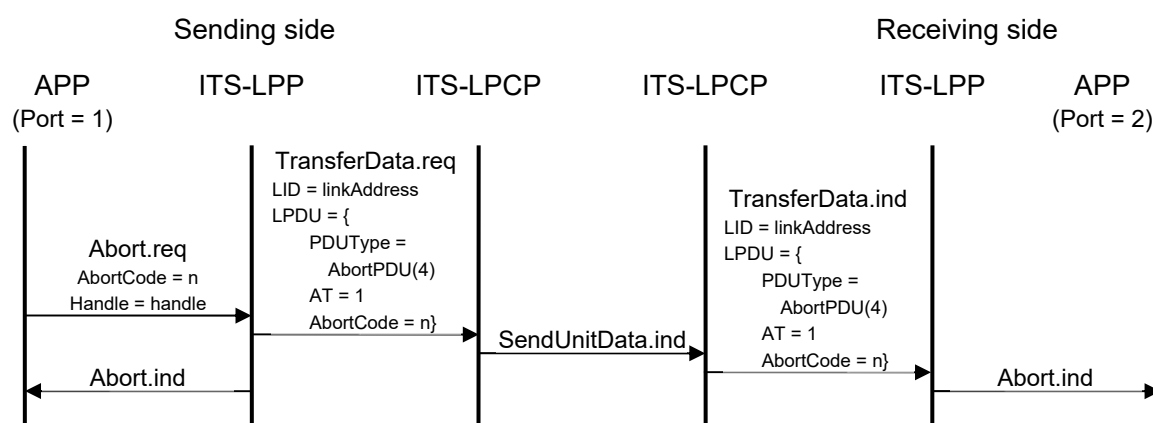 Sending side
Receiving side
APP
(Port = 1)
ITS-LPP
ITS-LPCP
ITS-LPCP
ITS-LPP
APP
(Port = 2)
Abort.req
AbortCode = n
Handle = handle
TransferData.req
LID = linkAddress
LPDU = {
PDUType =
AbortPDU(4)
AT = 1
AbortCode = n}
SendUnitData.ind
TransferData.ind
LID = linkAddress
LPDU = {
PDUType =
AbortPDU(4)
AT = 1
AbortCode = n}
Abort.ind
Abort.ind